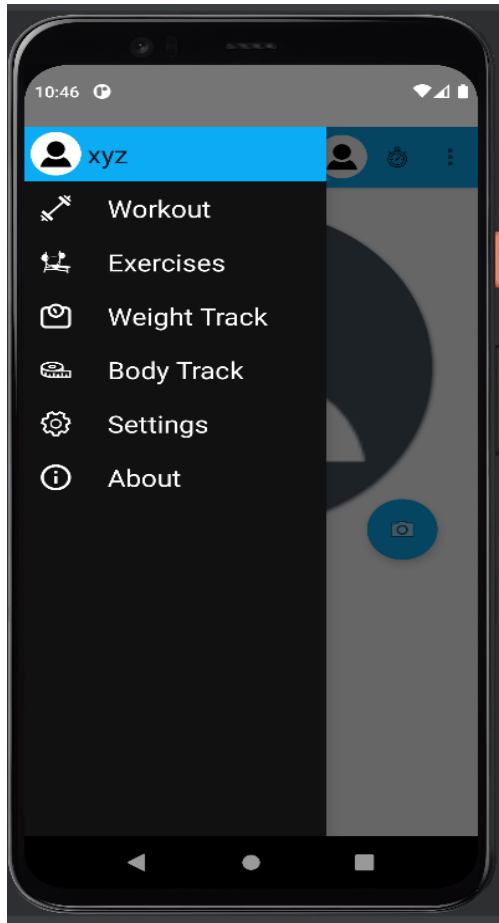 10:46
xyz
Workout
Exercises
Weight Track
Body Track
Settings
About